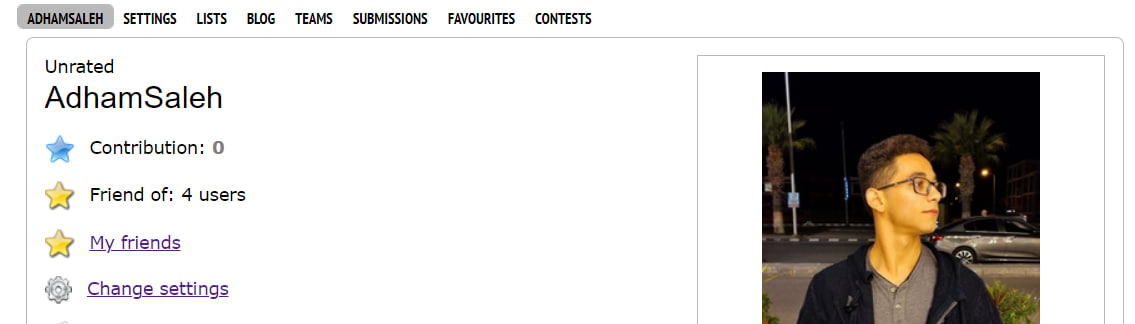 ADHAMSALEH SETTINGS LISTS BLOG TEAMS SUBMISSIONS FAVOURITES CONTESTS
Unrated
AdhamSaleh
Contribution: 0
Friend of: 4 users
My friends
Change settings